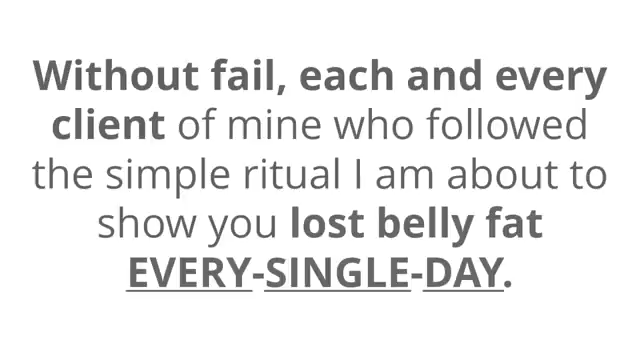 Without fail, each and every
client of mine who followed
the simple ritual I am about to
show you lost belly fat
EVERY-SINGLE-DAY.